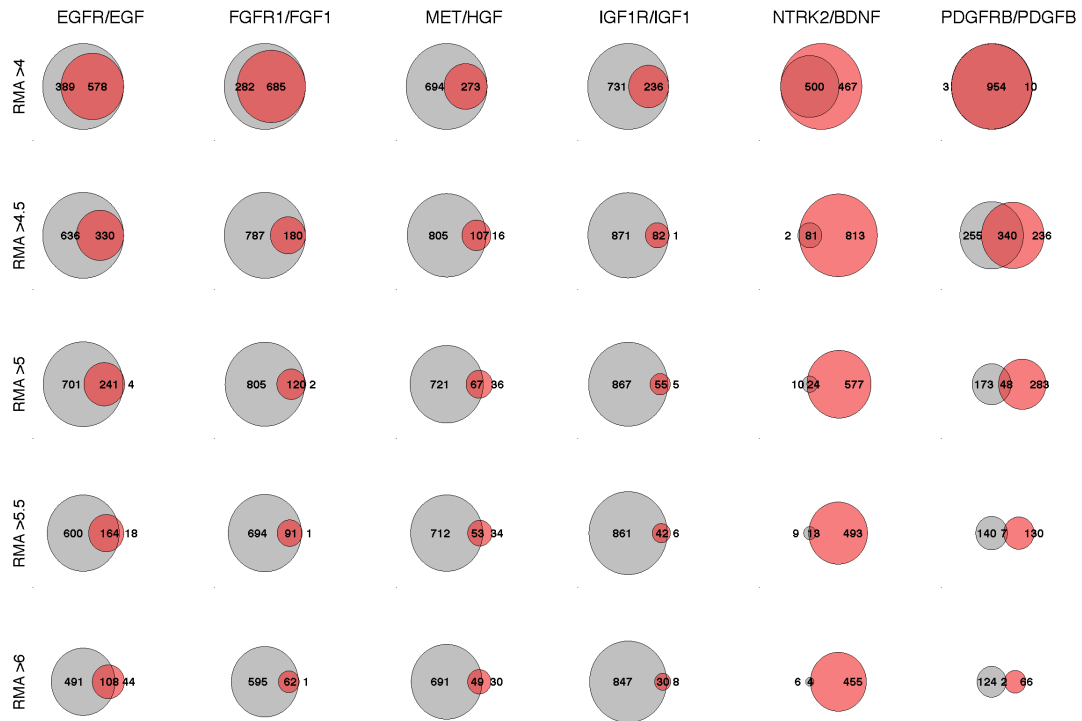 EGFR/EGF FGFR1/FGF1 MET/HGF IGF1R/IGF1 NTRK2/BDNF PDGFRB/PDGFB
RMA >4 389 578 282 685 694 273 731 236 500 467 3 954 10
RMA >4.5 636 330 787 180 805 107 16 871 82 1 2 81 813 255 340 236
RMA >5 701 241 4 805 120 2 721 67 36 867 55 5 10 24 577 173 48 283
RMA >5.5 600 164 18 694 91 1 712 53 34 861 42 6 9 13 493 140 7 130
RMA >6 491 108 44 595 62 1 691 49 30 847 30 8 6 4 455 124 2 66